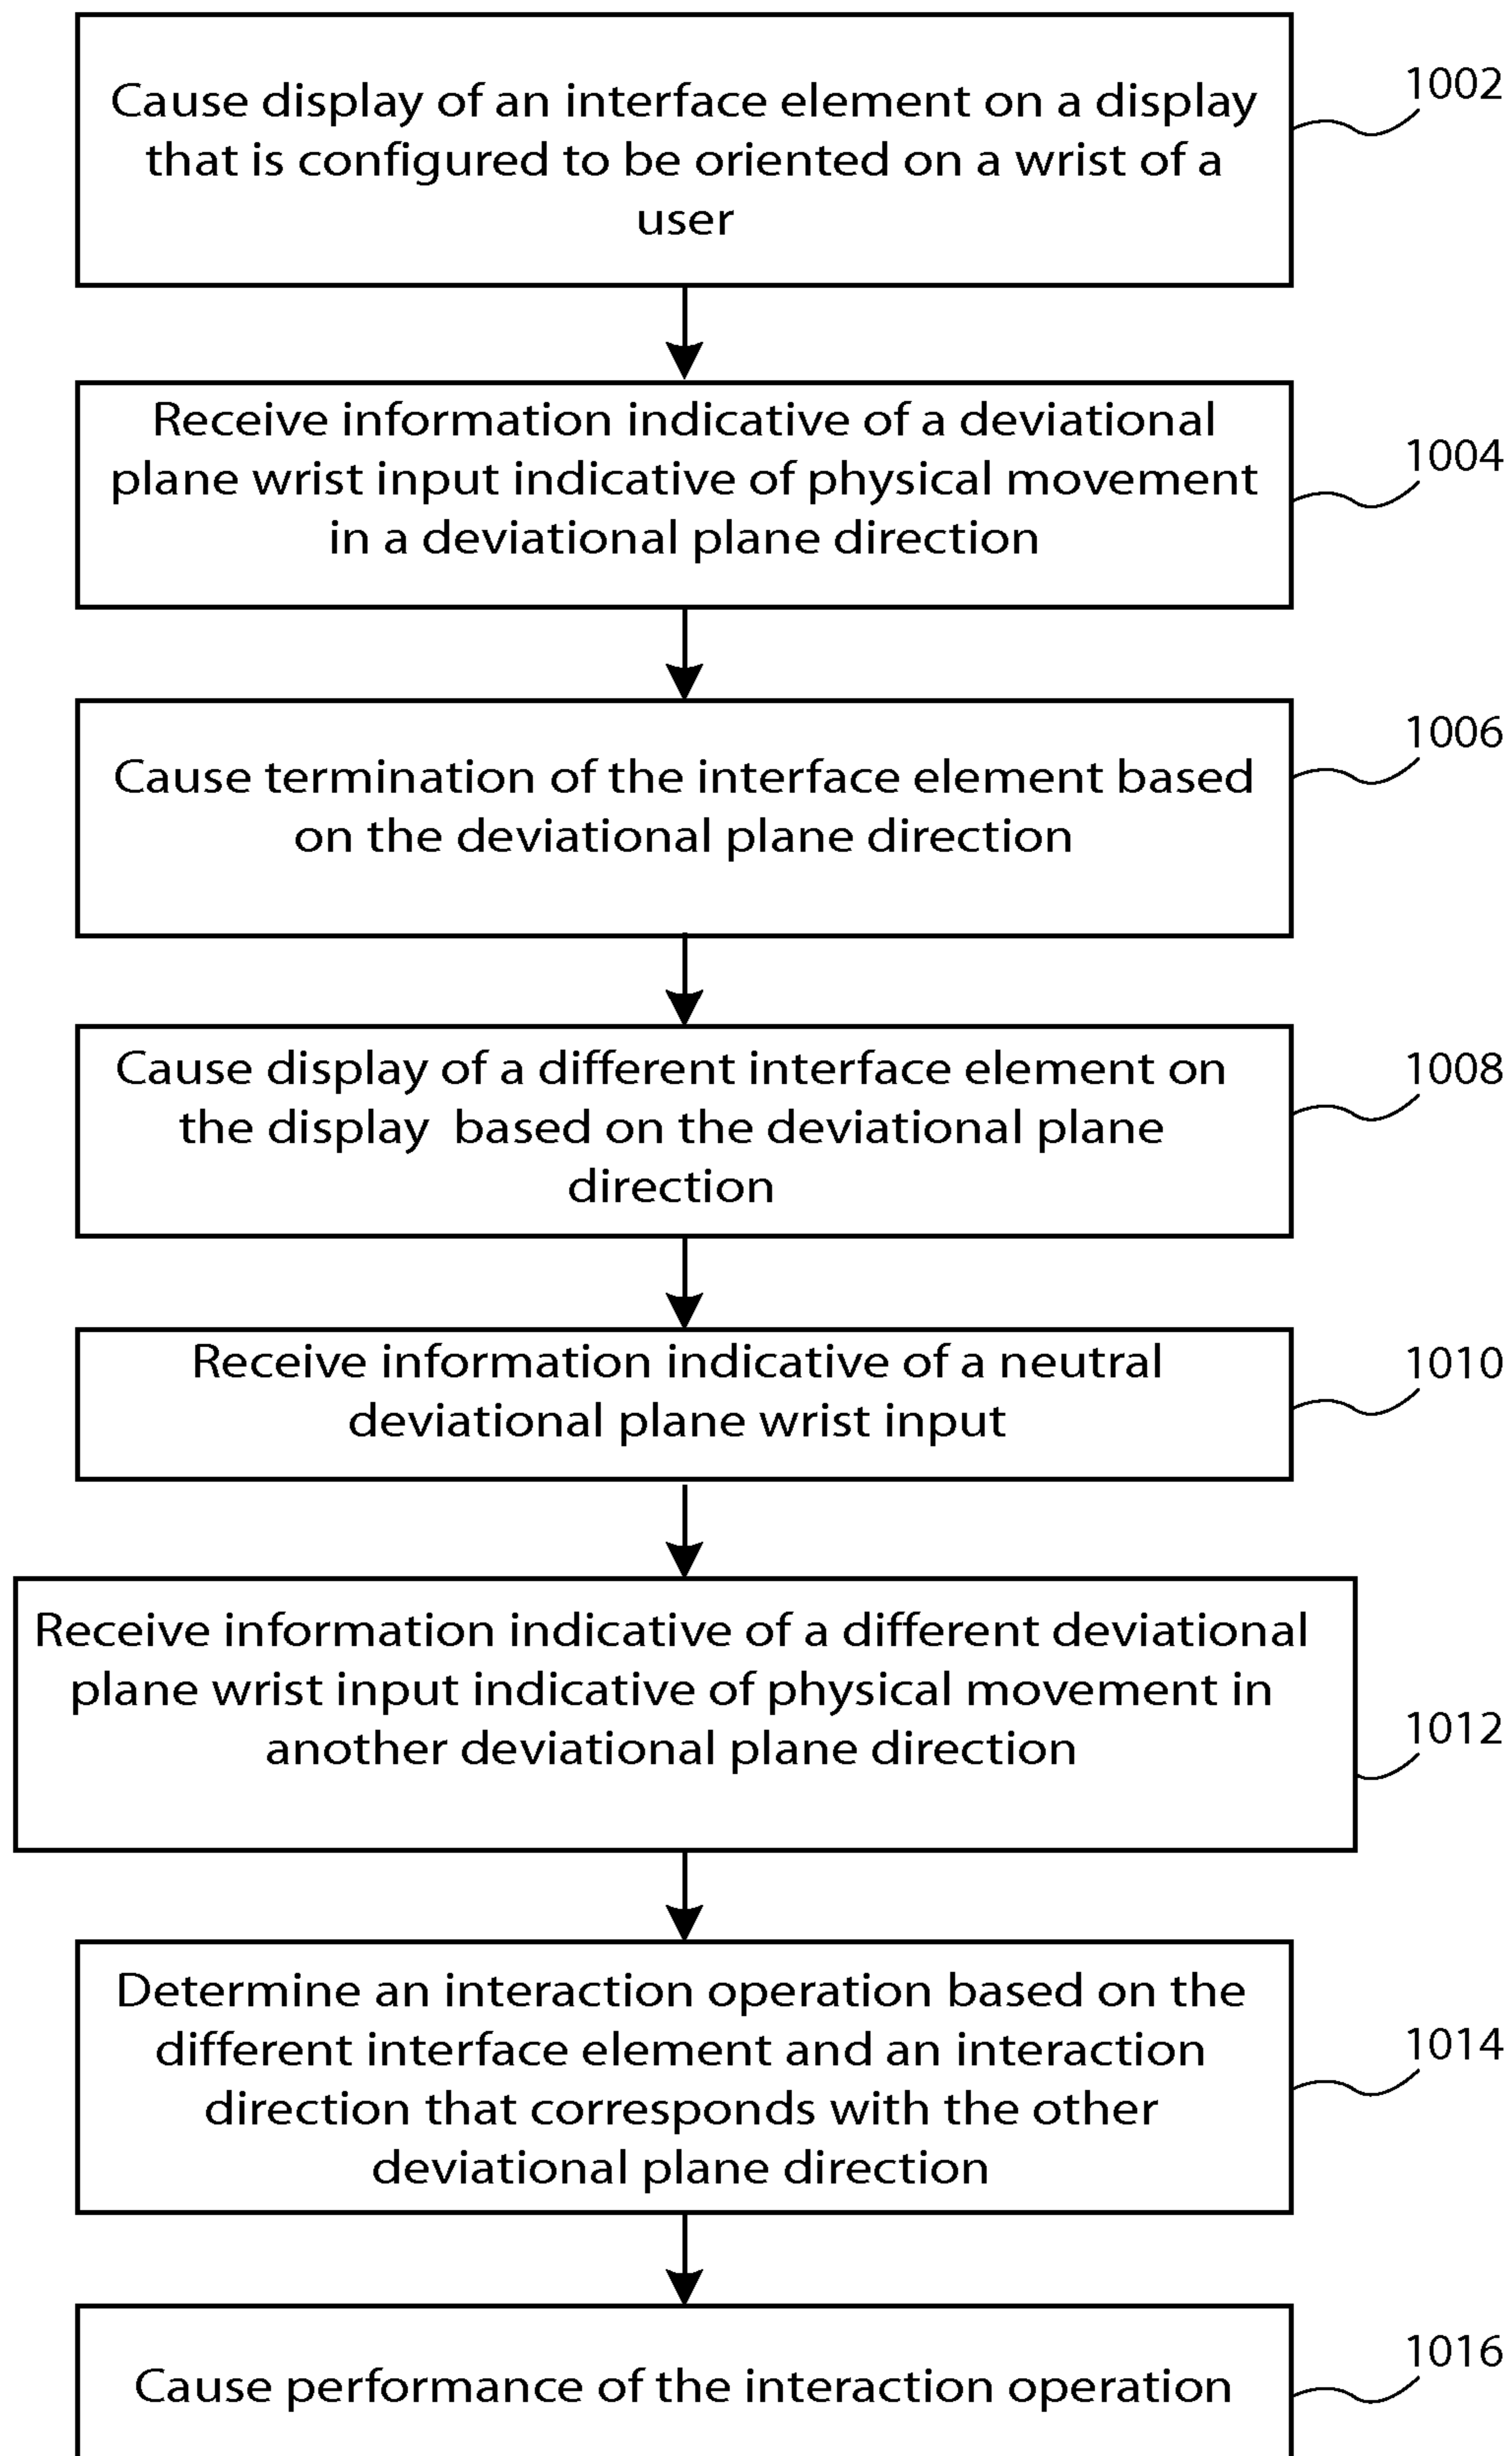 Cause display of an interface element on a display
that is configured to be oriented on a wrist of a
user
1002
Receive information indicative of a deviational
plane wrist input indicative of physical movement
in a deviational plane direction
1004
Cause termination of the interface element based
on the deviational plane direction
1006
Cause display of a different interface element on
the display based on the deviational plane
direction
1008
Receive information indicative of a neutral
deviational plane wrist input
1010
Receive information indicative of a different deviational
plane wrist input indicative of physical movement in
another deviational plane direction
1012
Determine an interaction operation based on the
different interface element and an interaction
direction that corresponds with the other
deviational plane direction
1014
Cause performance of the interaction operation
1016